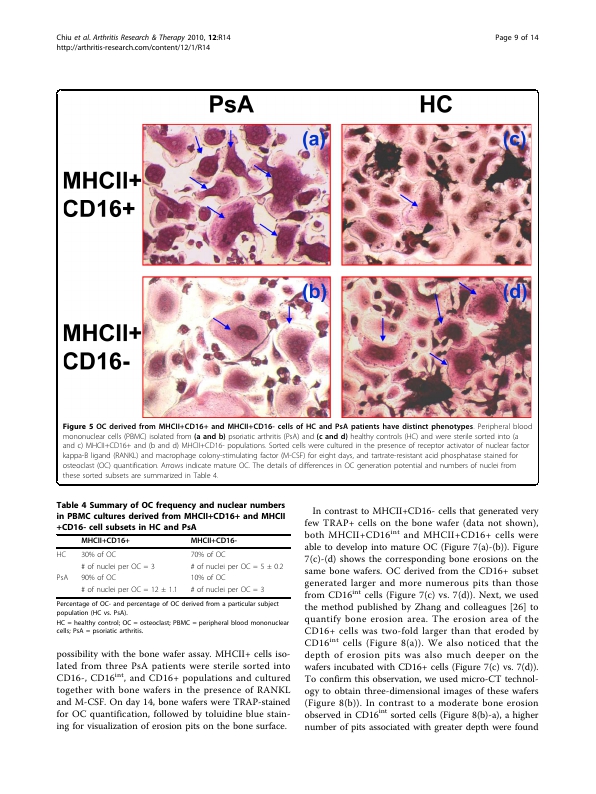 Chiu et al. Arthritis Research & Therapy 2010, 12:R14
http://arthritis-research.com/content/12/1/R14
Page 9 of 14
PsA
HC
MHCII+
CD16+
(a)
(c)
MHCII+
CD16-
(b)
(d)
Figure 5 OC derived from MHCII+CD16+ and MHCII+CD16- cells of HC and PsA patients have distinct phenotypes. Peripheral blood
mononuclear cells (PBMC) isolated from (a and b) psoriatic arthritis (PsA) and (c and d) healthy controls (HC) and were sterile sorted into (a
and c) MHCII+CD16+ and (b and d) MHCII+CD16- populations. Sorted cells were cultured in the presence of receptor activator of nuclear factor
kappa-B ligand (RANKL) and macrophage colony-stimulating factor (M-CSF) for eight days, and tartrate-resistant acid phosphatase stained for
osteoclast (OC) quantification. Arrows indicate mature OC. The details of differences in OC generation potential and numbers of nuclei from
these sorted subsets are summarized in Table 4.
Table 4 Summary of OC frequency and nuclear numbers
in PBMC cultures derived from MHCII+CD16+ and MHCII
+CD16- cell subsets in HC and PsA
MHCII+CD16+ MHCII+CD16-
HC 30% of OC 70% of OC
# of nuclei per OC = 3 # of nuclei per OC = 5 ± 0.2
PsA 90% of OC 10% of OC
# of nuclei per OC = 12 ± 1.1 # of nuclei per OC = 3
Percentage of OC- and percentage of OC derived from a particular subject
population (HC vs. PsA).
HC = healthy control; OC = osteoclast; PBMC = peripheral blood mononuclear
cells; PsA = psoriatic arthritis.
possibility with the bone wafer assay. MHCII+ cells iso-
lated from three PsA patients were sterile sorted into
CD16-, CD16int, and CD16+ populations and cultured
together with bone wafers in the presence of RANKL
and M-CSF. On day 14, bone wafers were TRAP-stained
for OC quantification, followed by toluidine blue stain-
ing for visualization of erosion pits on the bone surface.
In contrast to MHCII+CD16- cells that generated very
few TRAP+ cells on the bone wafer (data not shown),
both MHCII+CD16int and MHCII+CD16+ cells were
able to develop into mature OC (Figure 7(a)-(b)). Figure
7(c)-(d) shows the corresponding bone erosions on the
same bone wafers. OC derived from the CD16+ subset
generated larger and more numerous pits than those
from CD16int cells (Figure 7(c) vs. 7(d)). Next, we used
the method published by Zhang and colleagues [26] to
quantify bone erosion area. The erosion area of the
CD16+ cells was two-fold larger than that eroded by
CD16int cells (Figure 8(a)). We also noticed that the
depth of erosion pits was also much deeper on the
wafers incubated with CD16+ cells (Figure 7(c) vs. 7(d)).
To confirm this observation, we used micro-CT technol-
ogy to obtain three-dimensional images of these wafers
(Figure 8(b)). In contrast to a moderate bone erosion
observed in CD16int sorted cells (Figure 8(b)-a), a higher
number of pits associated with greater depth were found